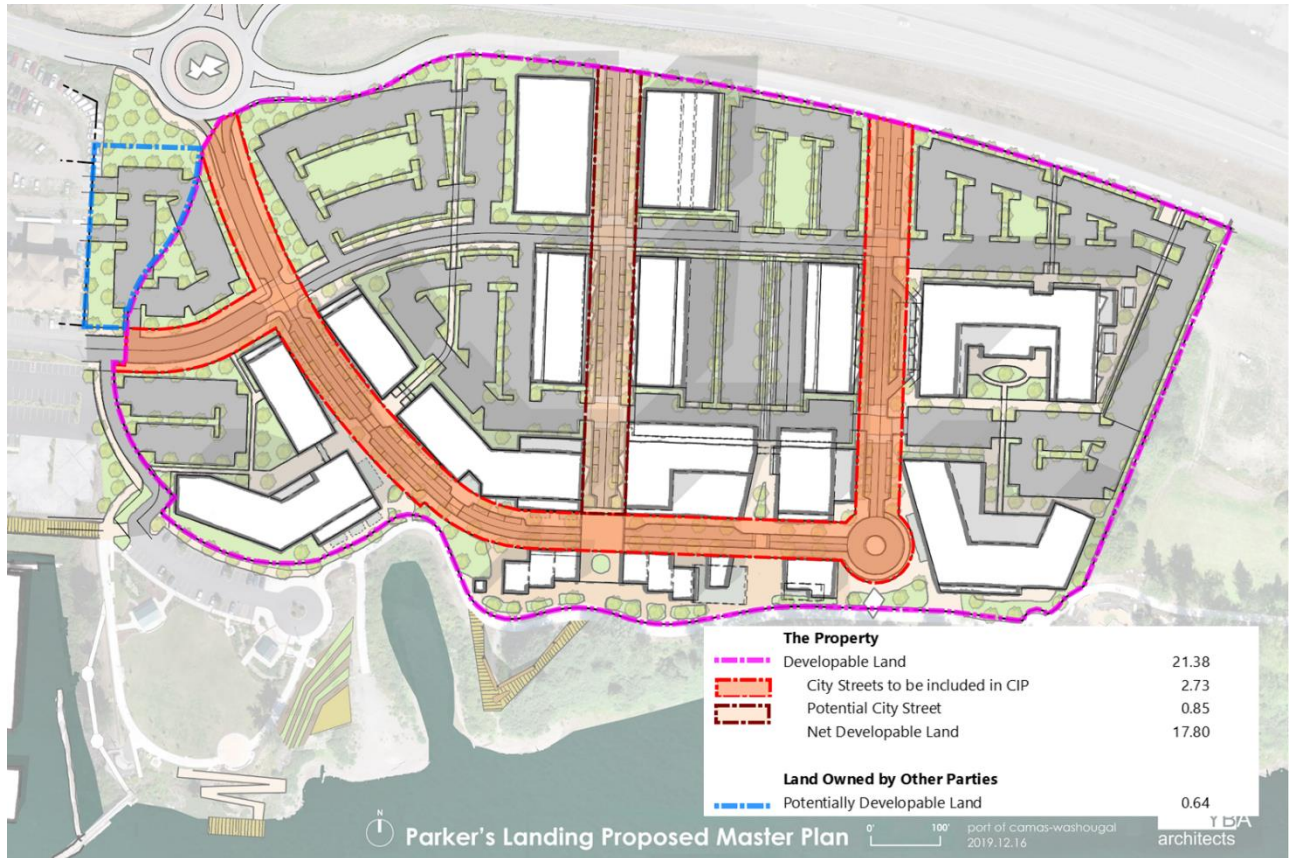 The Property
Developable Land 21.38
City Streets to be included in CIP 2.73
Potential City Street 0.85
Net Developable Land 17.80
Land Owned by Other Parties
Potentially Developable Land 0.64
N
Parker's Landing Proposed Master Plan
0' 100'
port of camas-washougal
2019.12.16
YBA
architects